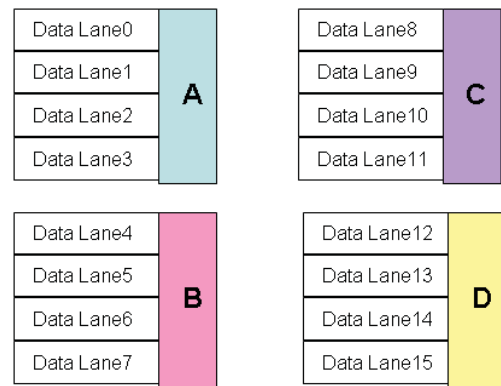 Data Lane0
Data Lane1
Data Lane2
Data Lane3
A
Data Lane4
Data Lane5
Data Lane6
Data Lane7
B
Data Lane8
Data Lane9
Data Lane10
Data Lane11
C
Data Lane12
Data Lane13
Data Lane14
Data Lane15
D